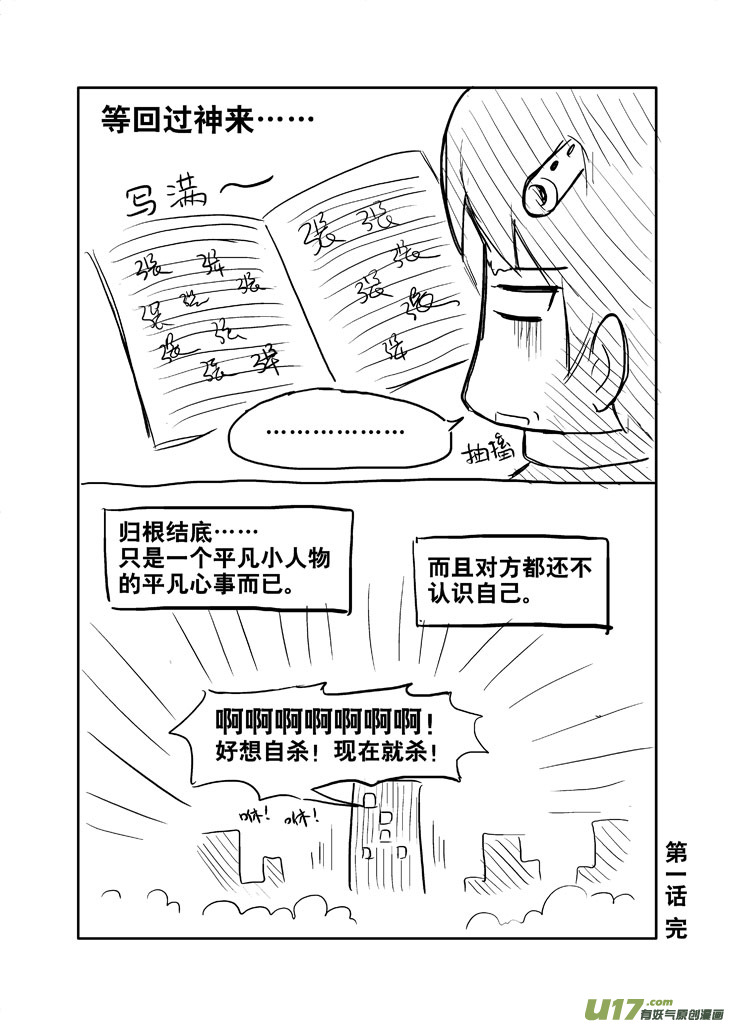 等回过神来……
写满~
张 张
张
张
张
张
张 张
张 张 张
张
张 张
张
张 张
………………
抽搐
归根结底……
只是一个平凡小人物
的平凡心事而已。
而且对方都还不
认识自己。
啊啊啊啊啊啊啊！
好想自杀！现在就杀！
咻！ 咻！
第一话 完
U17.com
有妖气原创漫画